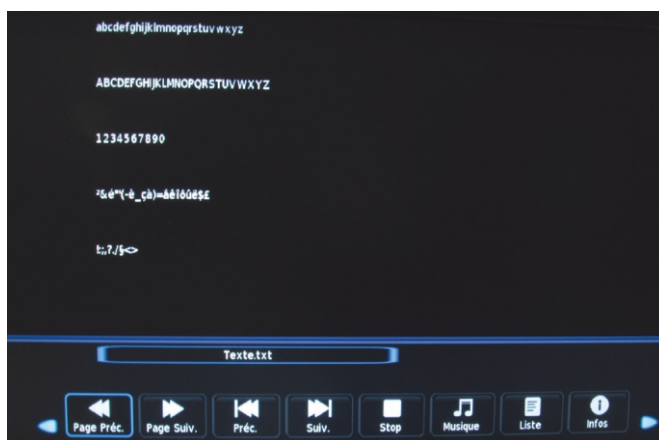 abcdefghijklmnopqrstuvwxyz
ABCDEFGHIJKLMNOPQRSTUVWXYZ
1234567890
²&é"'(-è_çà)=âêîôûë$£
!:;,?./§<>
Texte.txt
Page Préc.
Page Suiv.
Préc.
Suiv.
Stop
Musique
Liste
Infos